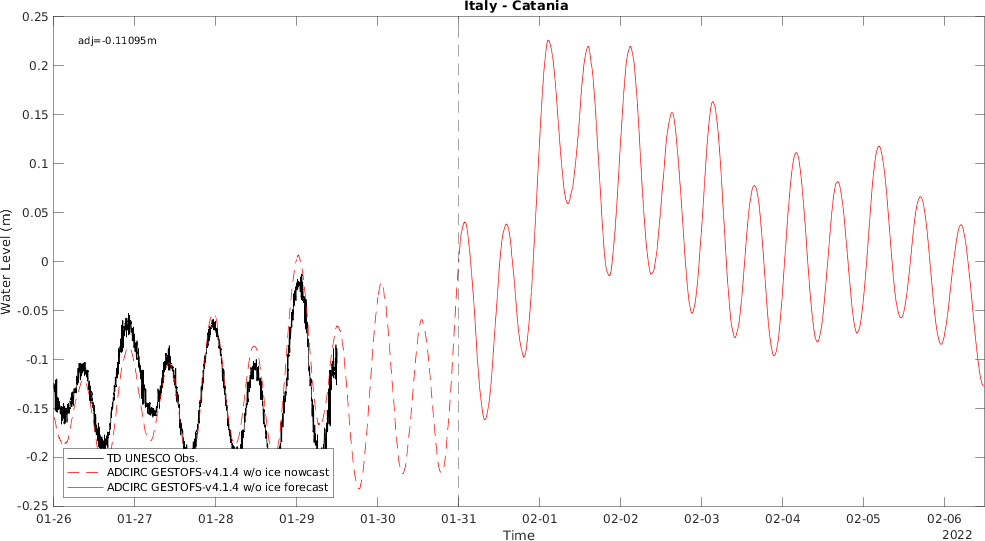 Italy - Catania
adj=-0.11095m
0.25
0.2
0.15
0.1
0.05
0
-0.05
-0.1
-0.15
-0.2
-0.25
Water Level (m)
TD UNESCO Obs.
ADCIRC GESTOFS-v4.1.4 w/o ice nowcast
ADCIRC GESTOFS-v4.1.4 w/o ice forecast
01-26 01-27 01-28 01-29 01-30 01-31 02-01 02-02 02-03 02-04 02-05 02-06
Time
2022